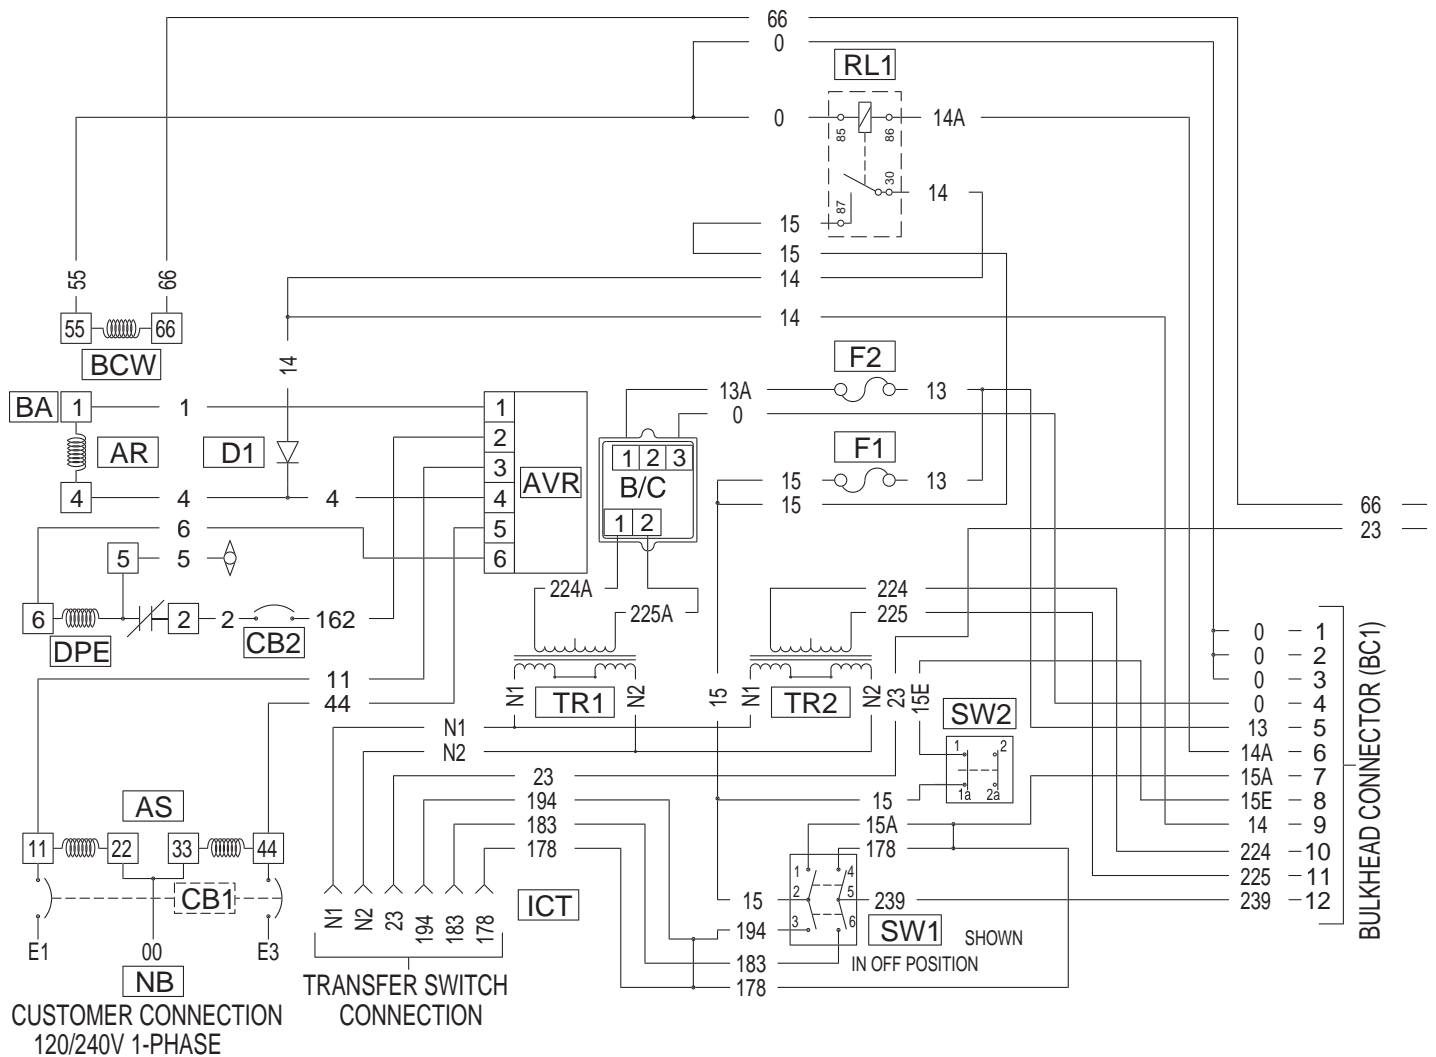 66
0
RL1
0
14A
85
86
30
14
87
15
15
14
14
55
66
55
66
BCW
14
F2
13A
13
0
BA
1
1
1
AR
D1
2
3
AVR
1 2 3
B/C
F1
15
13
15
4
4
4
4
1 2
66
23
6
5
5
5
6
224A
225A
224
225
6
2
2
162
CB2
DPE
0 1
0 2
0 3
0 4
13 5
14A 6
15A 7
15E 8
14 9
224 10
225 11
239 12
BULKHEAD CONNECTOR (BC1)
11
44
N1
N2
TR1
15
N1
N2
TR2
23
15E
SW2
1
2
1a
2a
N1
N2
23
194
183
178
15
15A
178
AS
11
22
33
44
CB1
1
4
2
5
3
6
15
239
194
SW1
SHOWN
IN OFF POSITION
183
178
N1
N2
23
194
183
178
ICT
E1
00
E3
NB
TRANSFER SWITCH
CONNECTION
CUSTOMER CONNECTION
120/240V 1-PHASE